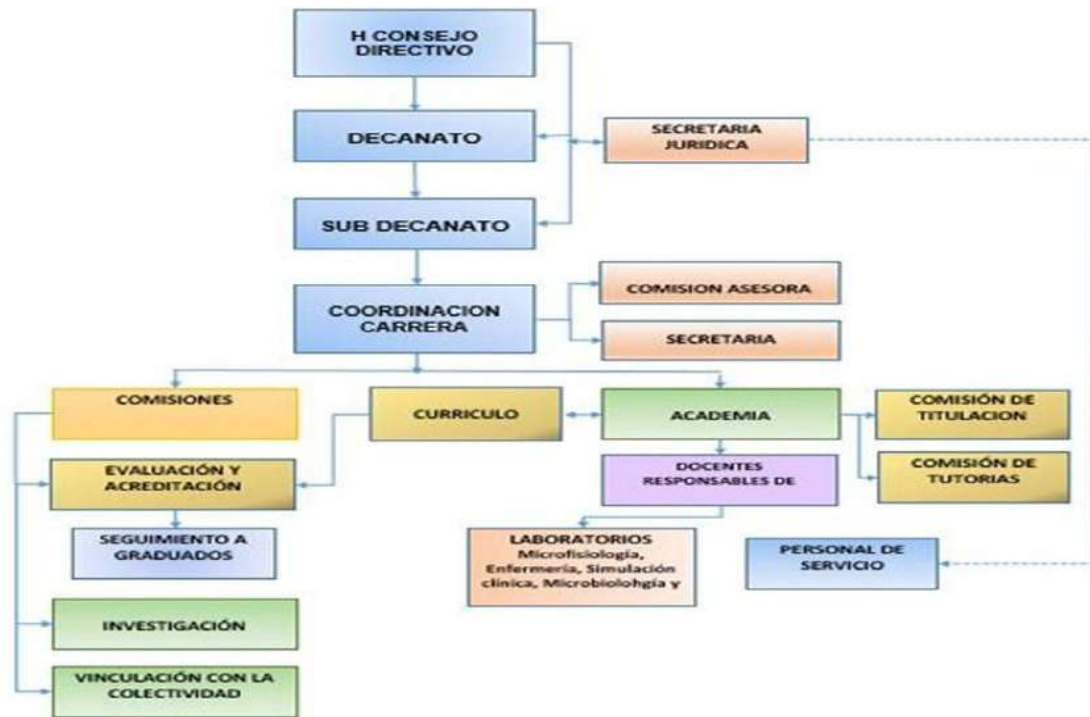 H CONSEJO
DIRECTIVO
DECANATO
SECRETARIA
JURIDICA
SUB DECANATO
COORDINACION
CARRERA
COMISION ASESORA
SECRETARIA
COMISIONES
CURRICULO
ACADEMIA
COMISIÓN DE
TITULACION
EVALUACIÓN Y
ACREDITACIÓN
DOCENTES
RESPONSABLES DE
COMISIÓN DE
TUTORIAS
SEGUIMIENTO A
GRADUADOS
LABORATORIOS
Microfisiología,
Enfermería, Simulación
clínica, Microbiolohgía y
PERSONAL DE
SERVICIO
INVESTIGACIÓN
VINCULACIÓN CON LA
COLECTIVIDAD